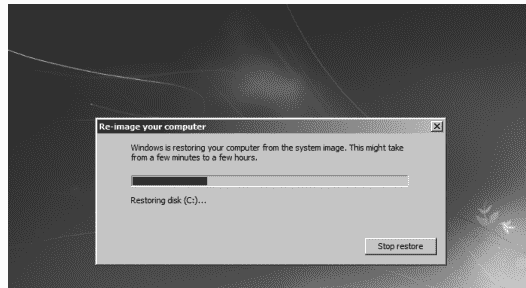 Re-image your computer
Windows is restoring your computer from the system image. This might take
from a few minutes to a few hours.
Restoring disk (C:)...
Stop restore